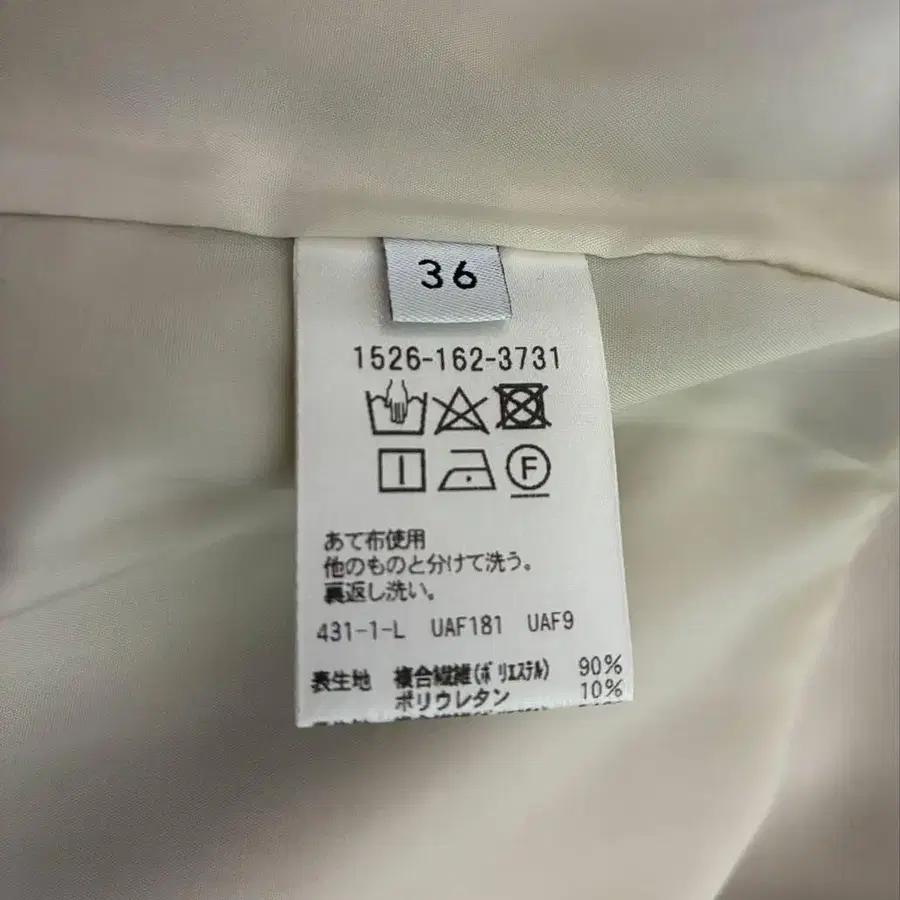 36
1526-162-3731
F
あて布使用
他のものと分けて洗う。
裏返し洗い。
431-1-L UAF181 UAF9
表生地 複合繊維(ポリエステル) 90%
ポリウレタン 10%